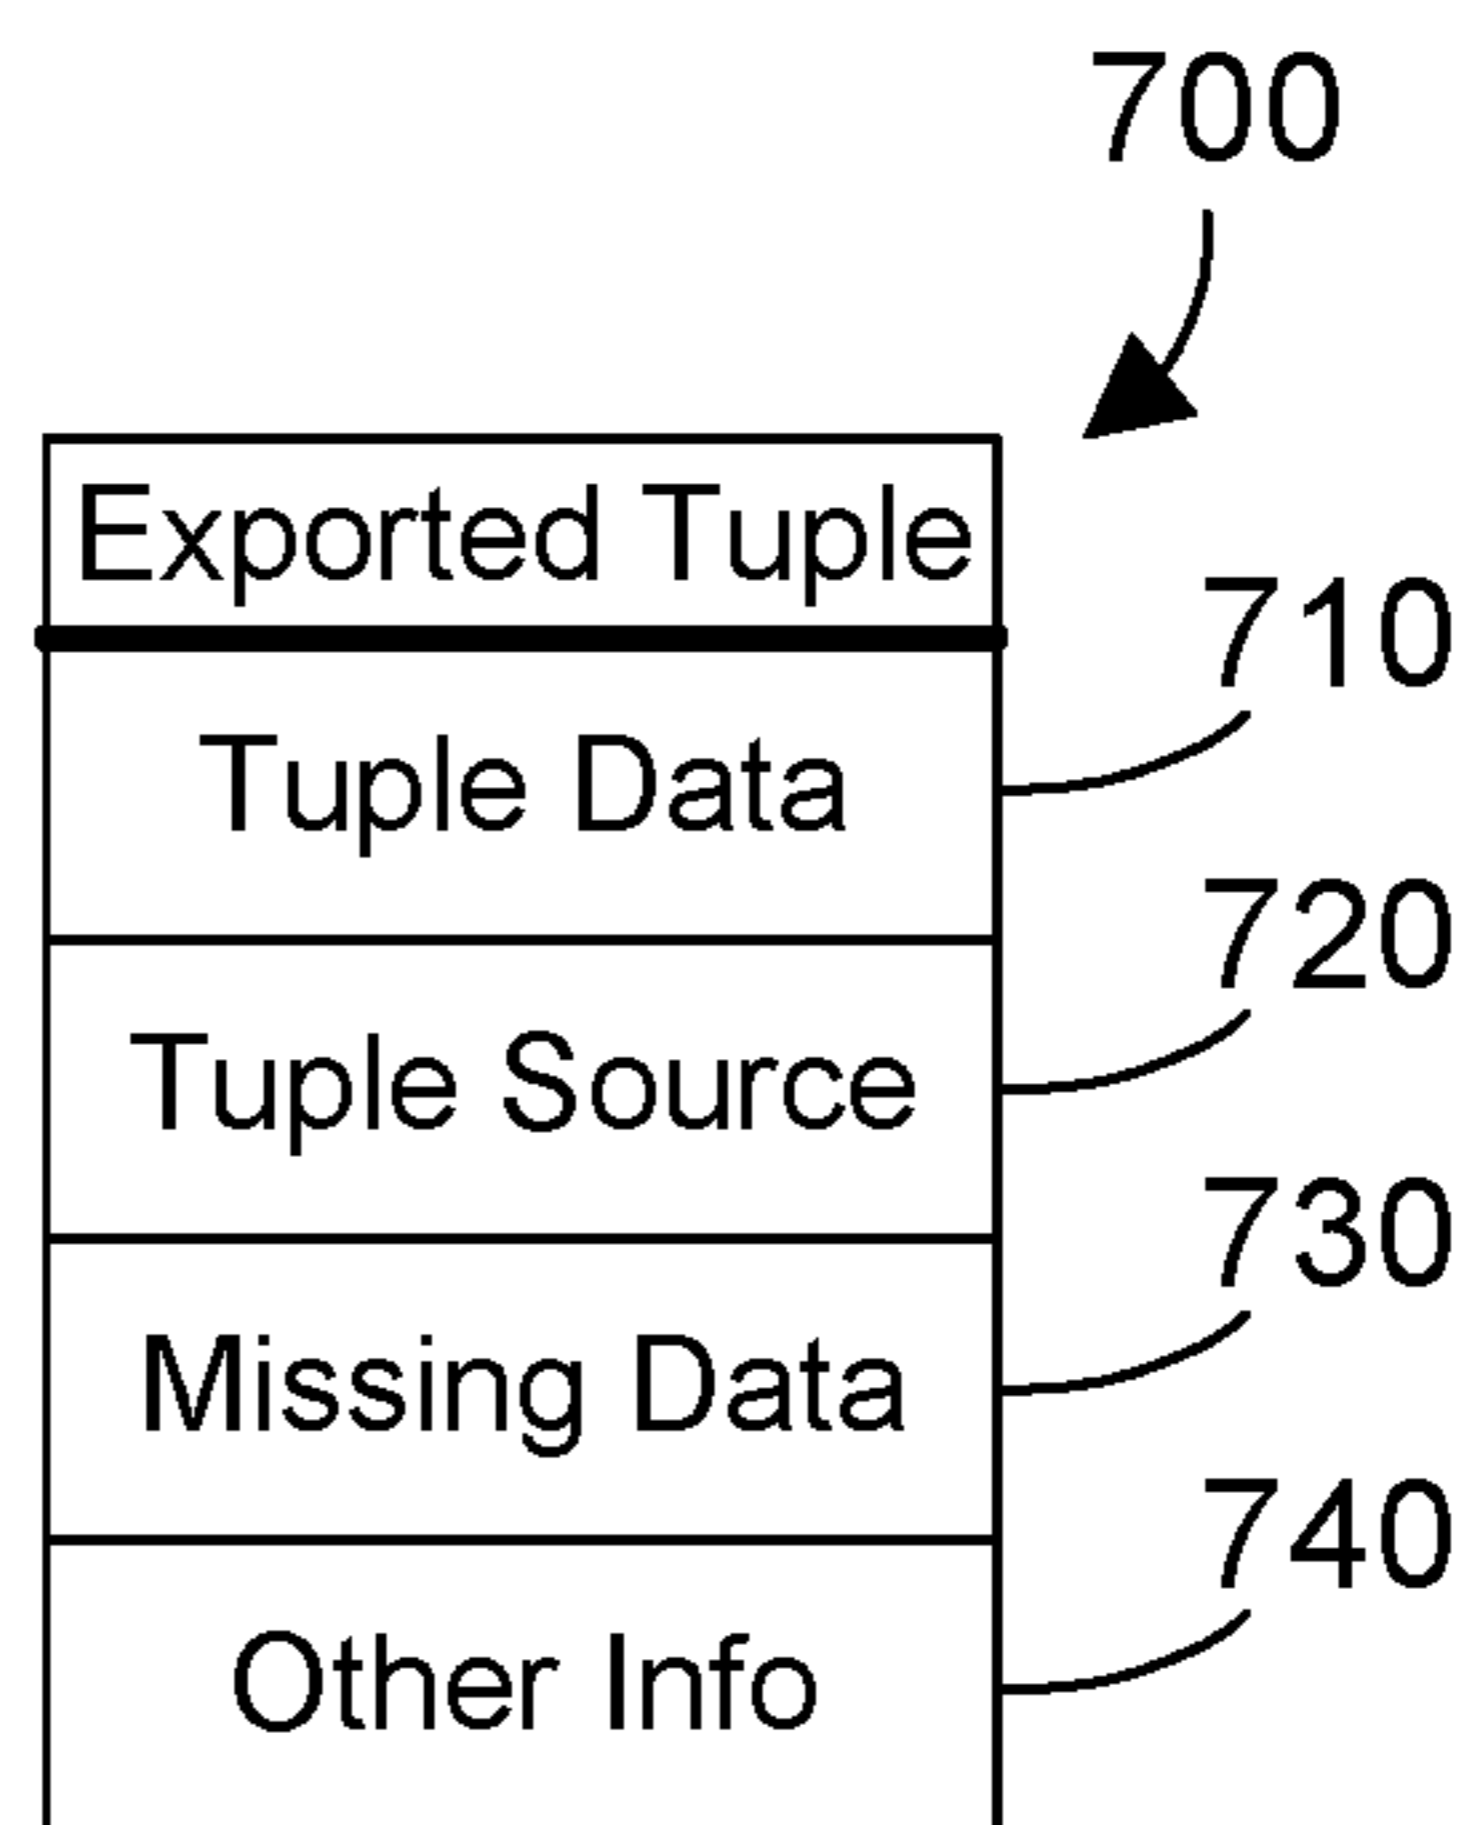 700
Exported Tuple
710
Tuple Data
720
Tuple Source
730
Missing Data
740
Other Info